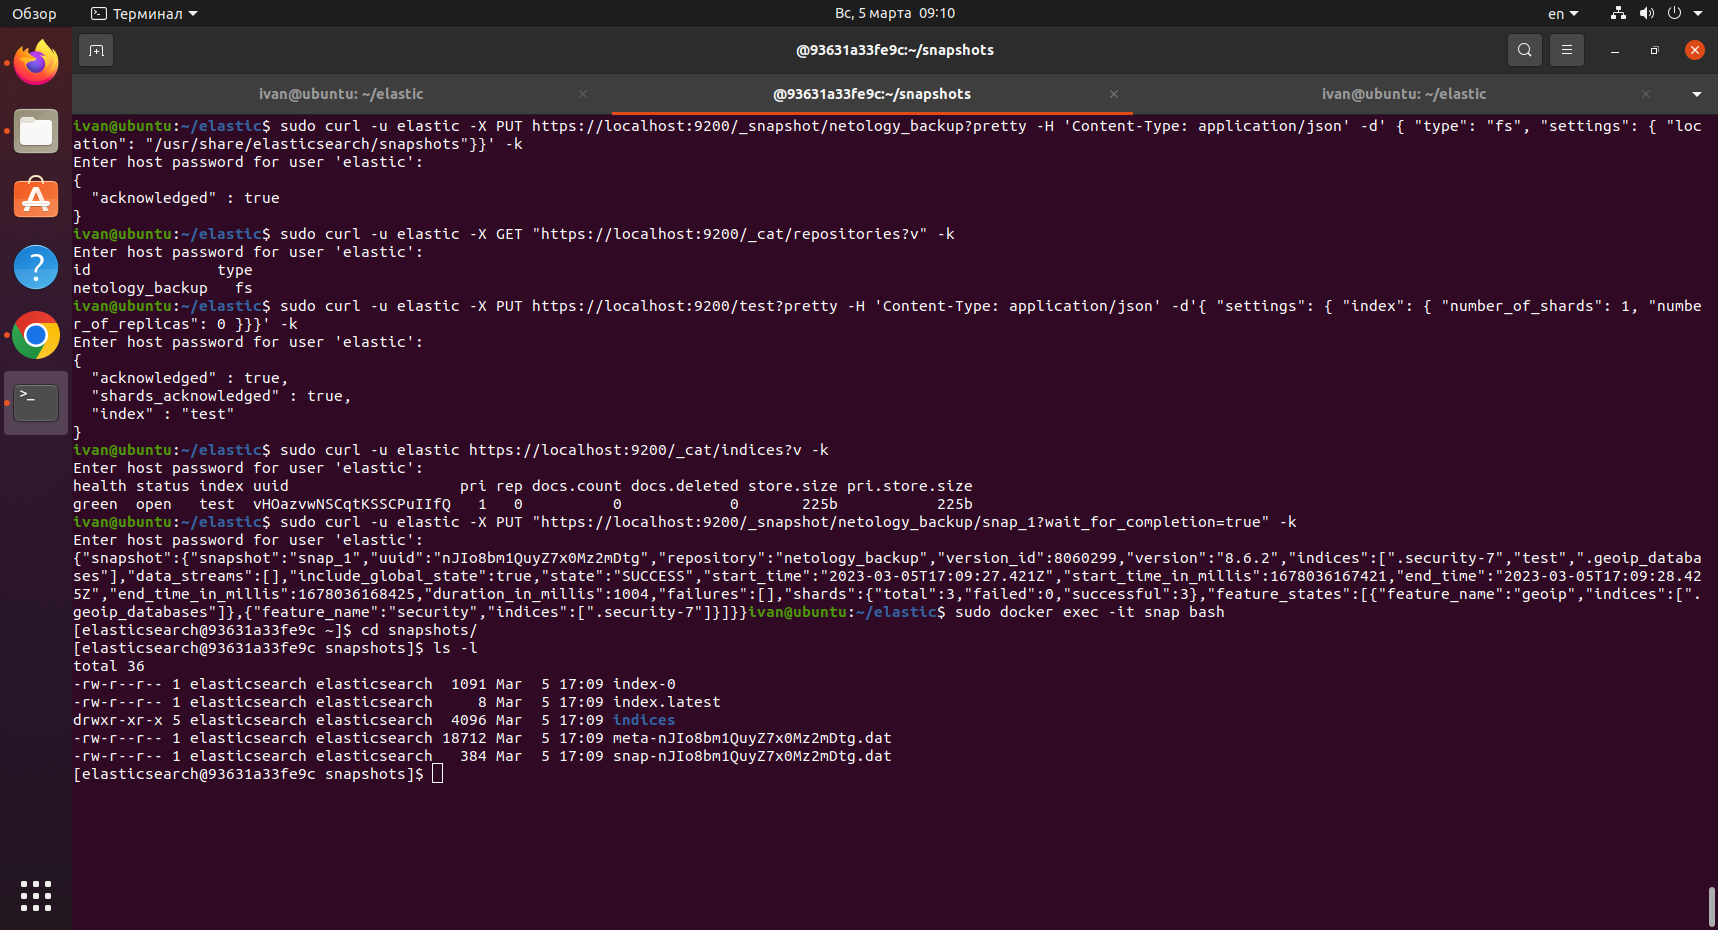 Обзор
Терминал
Вс, 5 марта 09:10
en
@93631a33fe9c:~/snapshots
ivan@ubuntu: ~/elastic
@93631a33fe9c:~/snapshots
ivan@ubuntu: ~/elastic
ivan@ubuntu:~/elastic$ sudo curl -u elastic -X PUT https://localhost:9200/_snapshot/netology_backup?pretty -H 'Content-Type: application/json' -d' { "type": "fs", "settings": { "loc
ation": "/usr/share/elasticsearch/snapshots"}}' -k
Enter host password for user 'elastic':
{
  "acknowledged" : true
}
ivan@ubuntu:~/elastic$ sudo curl -u elastic -X GET "https://localhost:9200/_cat/repositories?v" -k
Enter host password for user 'elastic':
id              type
netology_backup   fs
ivan@ubuntu:~/elastic$ sudo curl -u elastic -X PUT https://localhost:9200/test?pretty -H 'Content-Type: application/json' -d'{ "settings": { "index": { "number_of_shards": 1, "numbe
r_of_replicas": 0 }}}' -k
Enter host password for user 'elastic':
{
  "acknowledged" : true,
  "shards_acknowledged" : true,
  "index" : "test"
}
ivan@ubuntu:~/elastic$ sudo curl -u elastic https://localhost:9200/_cat/indices?v -k
Enter host password for user 'elastic':
health status index uuid                   pri rep docs.count docs.deleted store.size pri.store.size
green  open   test  vHOazvwNSCqtKSSCPuIIfQ   1   0          0            0       225b           225b
ivan@ubuntu:~/elastic$ sudo curl -u elastic -X PUT "https://localhost:9200/_snapshot/netology_backup/snap_1?wait_for_completion=true" -k
Enter host password for user 'elastic':
{"snapshot":{"snapshot":"snap_1","uuid":"nJIo8bm1QuyZ7x0Mz2mDtg","repository":"netology_backup","version_id":8060299,"version":"8.6.2","indices":[".security-7","test",".geoip_databa
ses"],"data_streams":[],"include_global_state":true,"state":"SUCCESS","start_time":"2023-03-05T17:09:27.421Z","start_time_in_millis":1678036167421,"end_time":"2023-03-05T17:09:28.42
5Z","end_time_in_millis":1678036168425,"duration_in_millis":1004,"failures":[],"shards":{"total":3,"failed":0,"successful":3},"feature_states":[{"feature_name":"geoip","indices":[".
geoip_databases"]},{"feature_name":"security","indices":[".security-7"]}]}}ivan@ubuntu:~/elastic$ sudo docker exec -it snap bash
[elasticsearch@93631a33fe9c ~]$ cd snapshots/
[elasticsearch@93631a33fe9c snapshots]$ ls -l
total 36
-rw-r--r-- 1 elasticsearch elasticsearch  1091 Mar  5 17:09 index-0
-rw-r--r-- 1 elasticsearch elasticsearch     8 Mar  5 17:09 index.latest
drwxr-xr-x 5 elasticsearch elasticsearch  4096 Mar  5 17:09 indices
-rw-r--r-- 1 elasticsearch elasticsearch 18712 Mar  5 17:09 meta-nJIo8bm1QuyZ7x0Mz2mDtg.dat
-rw-r--r-- 1 elasticsearch elasticsearch   384 Mar  5 17:09 snap-nJIo8bm1QuyZ7x0Mz2mDtg.dat
[elasticsearch@93631a33fe9c snapshots]$